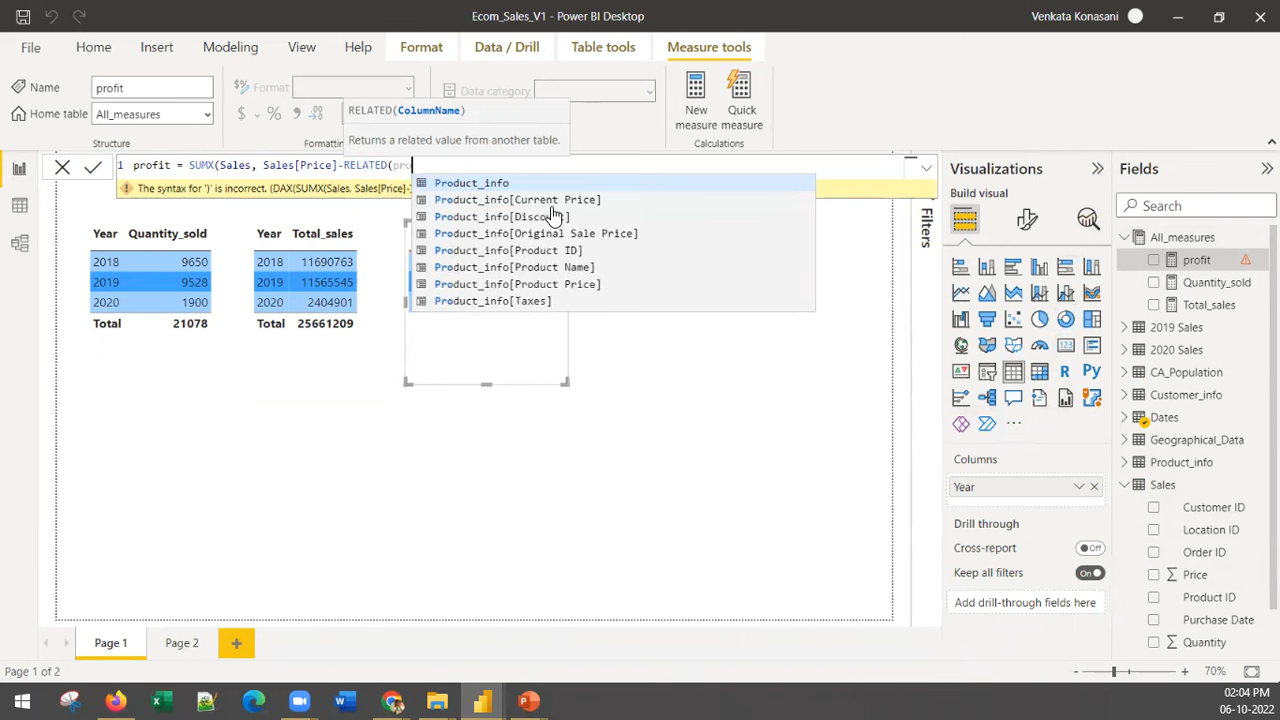 Ecom_Sales_V1 - Power BI Desktop
Venkata Konasani
File
Home
Insert
Modeling
View
Help
Format
Data / Drill
Table tools
Measure tools
Name
profit
Home table
All_measures
Structure
Format
Formatting
Data category
New measure
Quick measure
Calculations
RELATED(ColumnName)
Returns a related value from another table.
1 profit = SUMX(Sales, Sales[Price]-RELATED(pro
The syntax for ')' is incorrect. (DAX(SUMX(Sales, Sales[Price]-
Product_info
Product_info[Current Price]
Product_info[Original Sale Price]
Product_info[Product ID]
Product_info[Product Name]
Product_info[Product Price]
Product_info[Taxes]
Year Quantity_sold
2018 9650
2019 9528
2020 1900
Total 21078
Year Total_sales
2018 11690763
2019 11565545
2020 2404901
Total 25661209
Filters
Visualizations
Build visual
R
Py
Columns
Year
Drill through
Cross-report
Off
Keep all filters
On
Add drill-through fields here
Fields
Search
All_measures
profit
Quantity_sold
Total_sales
2019 Sales
2020 Sales
CA_Population
Customer_info
Dates
Geographical_Data
Product_info
Sales
Customer ID
Location ID
Order ID
Price
Product ID
Purchase Date
Quantity
Page 1
Page 2
Page 1 of 2
70%
02:04 PM
06-10-2022